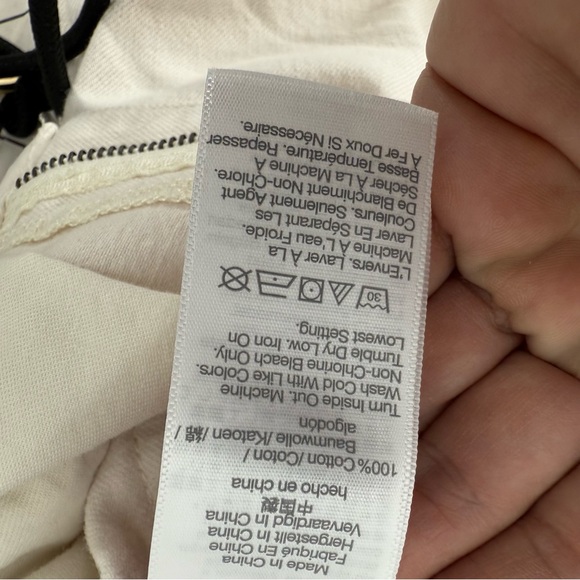 Made In China
Fabriqué En China
Hergestellt In China
Vervaardigd In China
中国製
hecho en china
100% Cotton /Coton/
Baumwolle /Katoen/ 綿 /
algodón
Turn Inside Out. Machine
Wash Cold With Like Colors.
Non-Chlorine Bleach Only.
Tumble Dry Low. Iron On
Lowest Setting.
30
L'Envers. Laver À La
Machine A L'eau Froide.
Laver En Séparant Les
Couleurs. Seulement Agent
De Blanchiment Non-Chlore.
Sécher À La Machine A
Basse Température. Repasser
A Fer Doux Si Nécessaire.